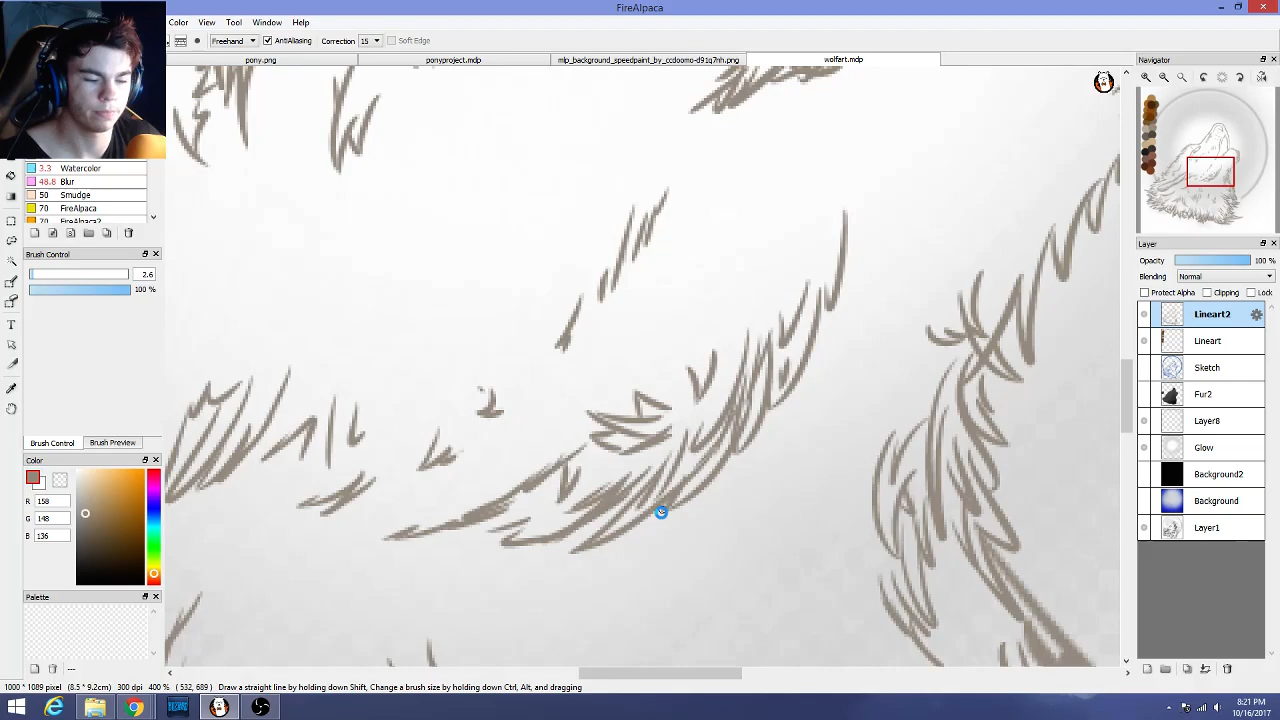 FireAlpaca
Color View Tool Window Help
Freehand AntiAliasing Correction 15 Soft Edge
pony.png ponyproject.mdp mlp_background_speedpaint_by_ccdoomo-d91q7nh.png wolfart.mdp
Navigator
3.3 Watercolor
48.8 Blur
50 Smudge
70 FireAlpaca
70 FireAlpaca2
Brush Control
2.6
100 %
Brush Control Brush Preview
Color
R 158
G 148
B 136
Palette
---
Layer
Opacity 100 %
Blending Normal
Protect Alpha Clipping Lock
Lineart2
Lineart
Sketch
Fur2
Layer8
Glow
Background2
Background
Layer1
1000 * 1089 pixel (8.5 * 9.2cm) 300 dpi 400 % ( 532, 689 ) Draw a straight line by holding down Shift, Change a brush size by holding down Ctrl, Alt, and dragging
BLIZZARD
8:21 PM
10/16/2017